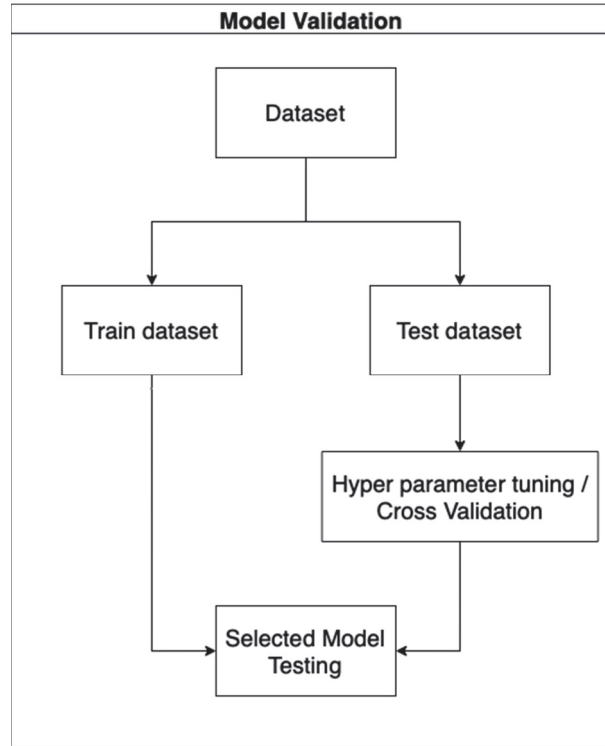 Model Validation
Dataset
Train dataset
Test dataset
Hyper parameter tuning /
Cross Validation
Selected Model
Testing